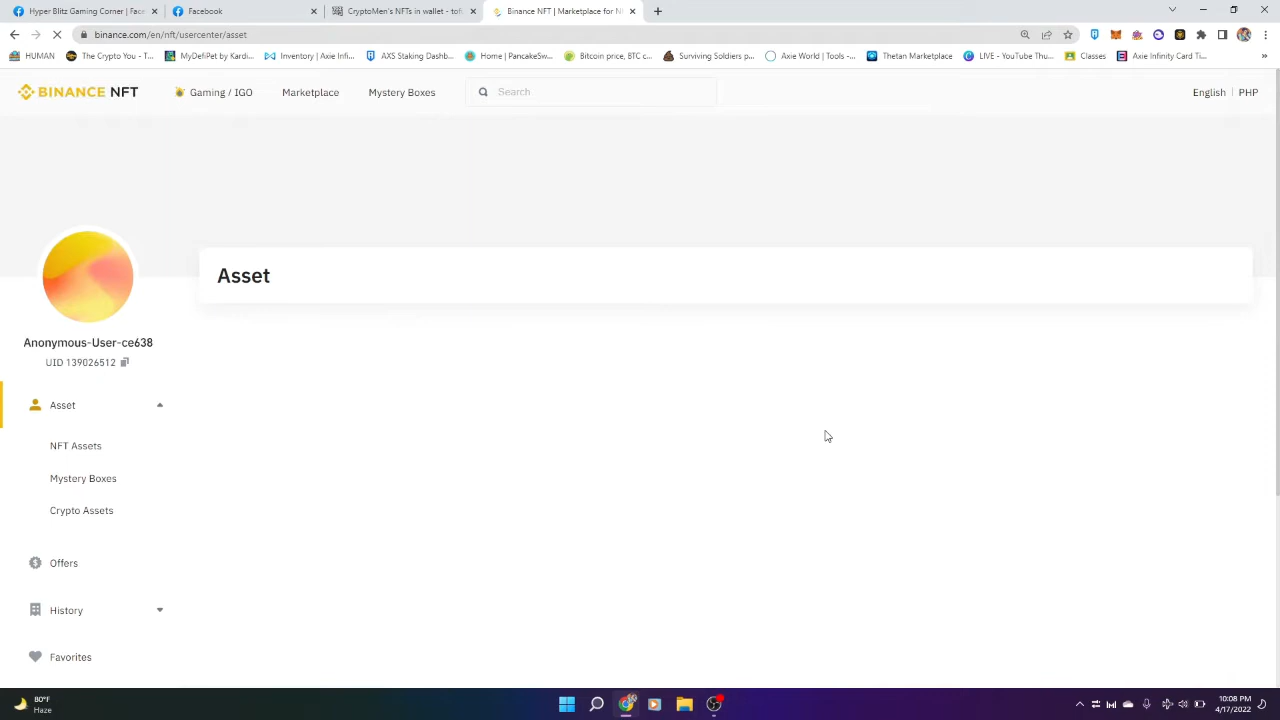 Hyper Blitz Gaming Corner | Face
Facebook
CryptoMen's NFTs in wallet - tofu
Binance NFT | Marketplace for N
binance.com/en/nft/usercenter/asset
HUMAN
The Crypto You - T...
MyDefiPet by Kardi...
Inventory | Axie Infi...
AXS Staking Dashb...
Home | PancakeSw...
Bitcoin price, BTC c...
Surviving Soldiers p...
Axie World | Tools -...
Thetan Marketplace
LIVE - YouTube Thu...
Classes
Axie Infinity Card Ti...
»
BINANCE NFT
Gaming / IGO
Marketplace
Mystery Boxes
Search
English | PHP
Asset
Anonymous-User-ce638
UID 139026512
Asset
NFT Assets
Mystery Boxes
Crypto Assets
Offers
History
Favorites
80°F
Haze
10:08 PM
4/17/2022